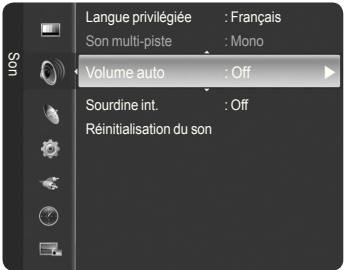 Son
Langue privilégiée : Français
Son multi-piste : Mono
Volume auto : Off
Sourdine int. : Off
Réinitialisation du son